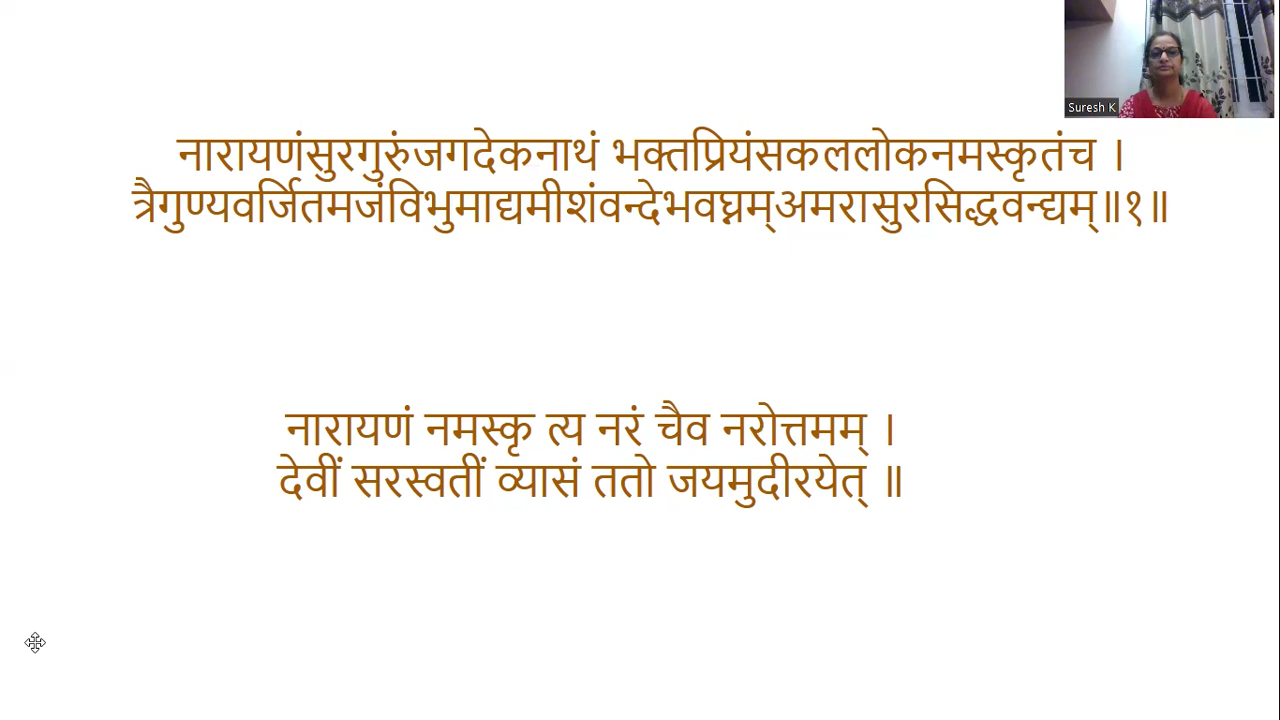 Suresh K
नारायणंसुरगुरुंजगदेकनाथं भक्तप्रियंसकललोकनमस्कृतंच ।
त्रैगुण्यवर्जितमजंविभुमाद्यमीशंवन्देभवघ्नम्अमरासुरसिद्धवन्द्यम्॥१॥
नारायणं नमस्कृ त्य नरं चैव नरोत्तमम् ।
देवीं सरस्वतीं व्यासं ततो जयमुदीरयेत् ॥